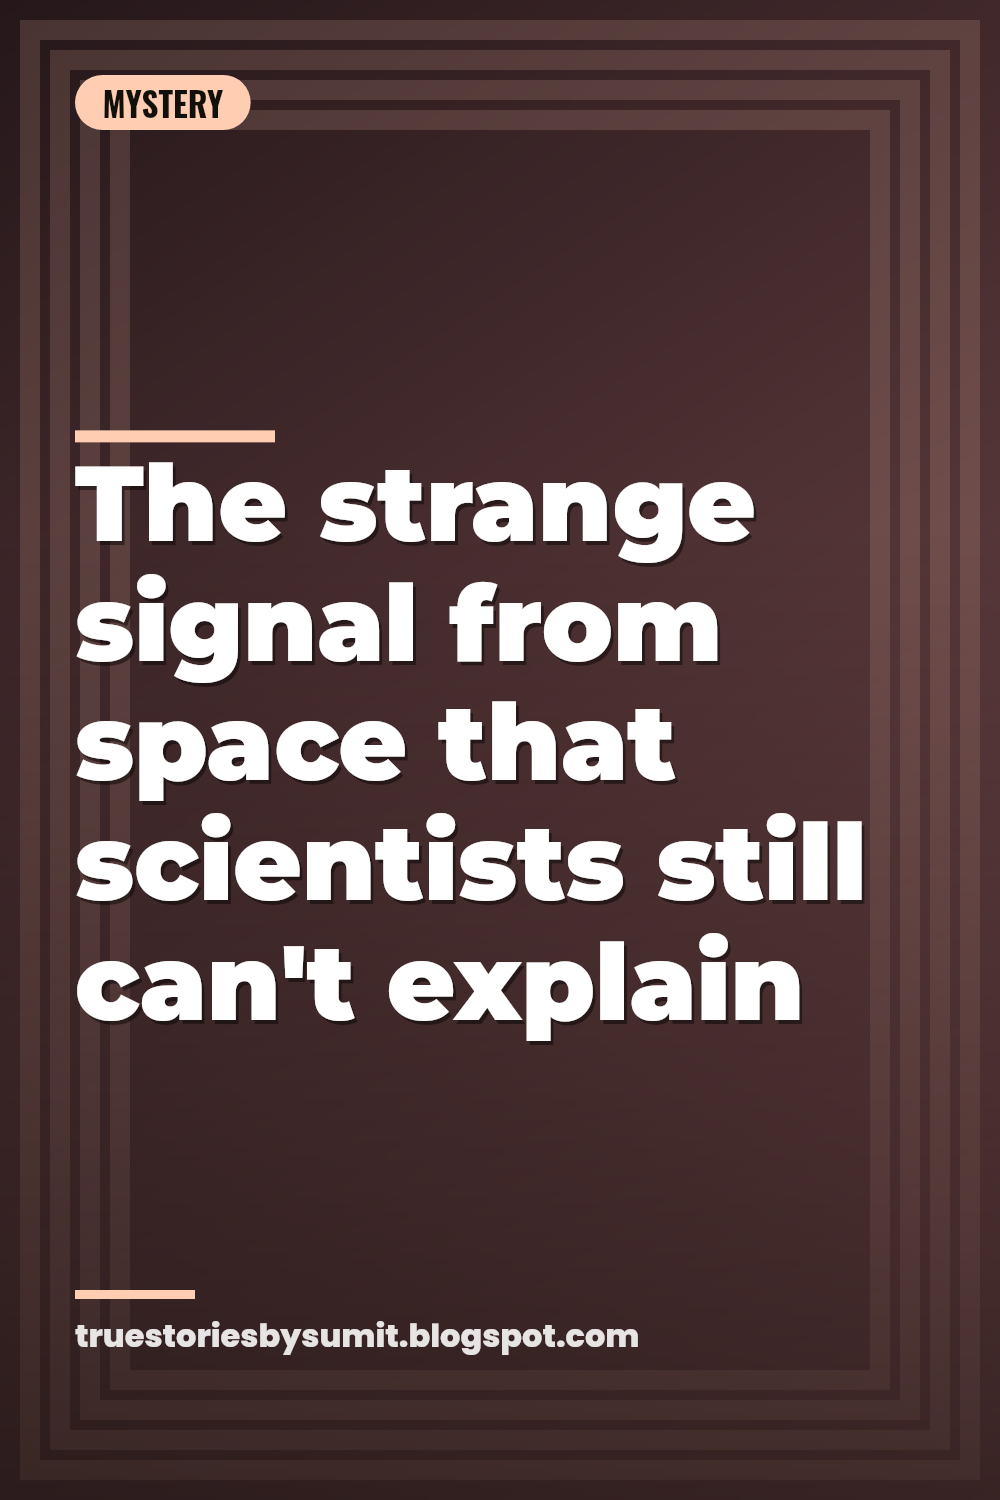 MYSTERY
The strange
signal from
space that
scientists still
can't explain
truestoriesbysumit.blogspot.com